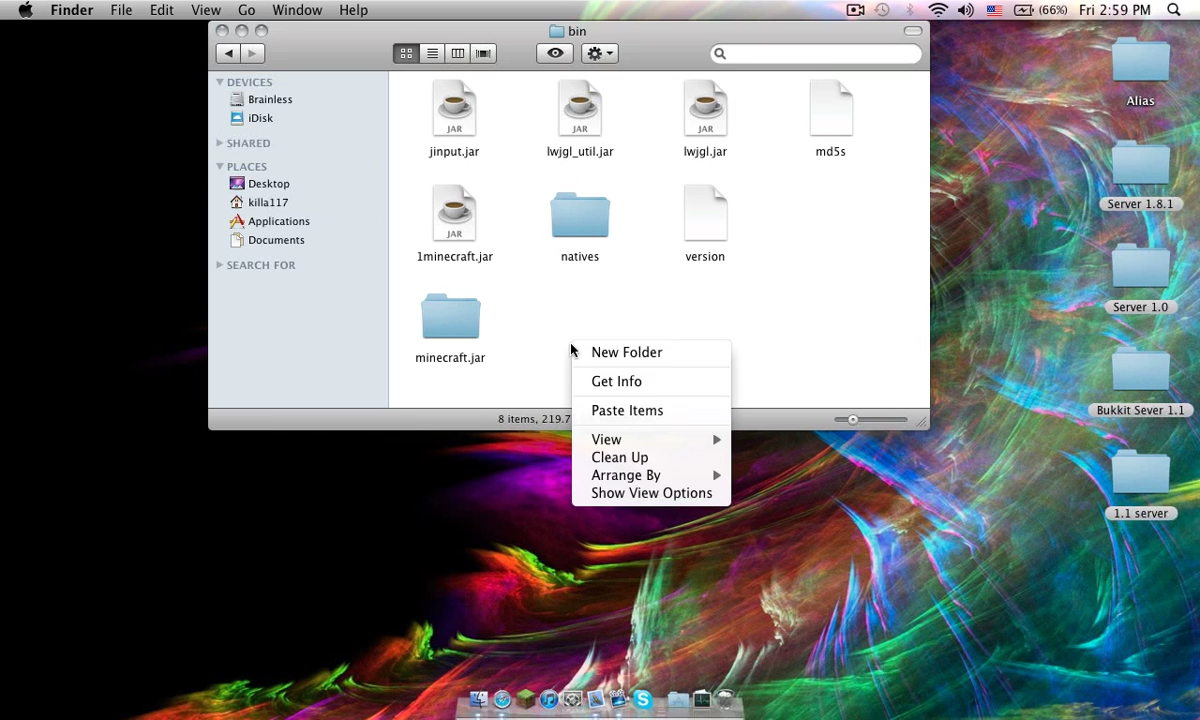 Finder File Edit View Go Window Help (66%) Fri 2:59 PM
bin
DEVICES
Brainless
iDisk
SHARED
PLACES
Desktop
killa117
Applications
Documents
SEARCH FOR
JAR JAR JAR
jinput.jar lwjgl_util.jar lwjgl.jar md5s
JAR
1minecraft.jar natives version
minecraft.jar
8 items, 219.7
New Folder
Get Info
Paste Items
View
Clean Up
Arrange By
Show View Options
Alias
Server 1.8.1
Server 1.0
Bukkit Sever 1.1
1.1 server